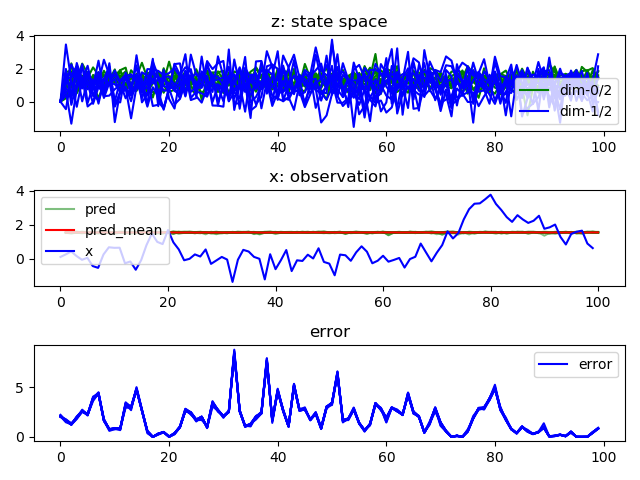 z: state space
4
2
0
dim-0/2
dim-1/2
0 20 40 60 80 100
x: observation
4
2
0
pred
pred_mean
x
0 20 40 60 80 100
error
5
0
error
0 20 40 60 80 100